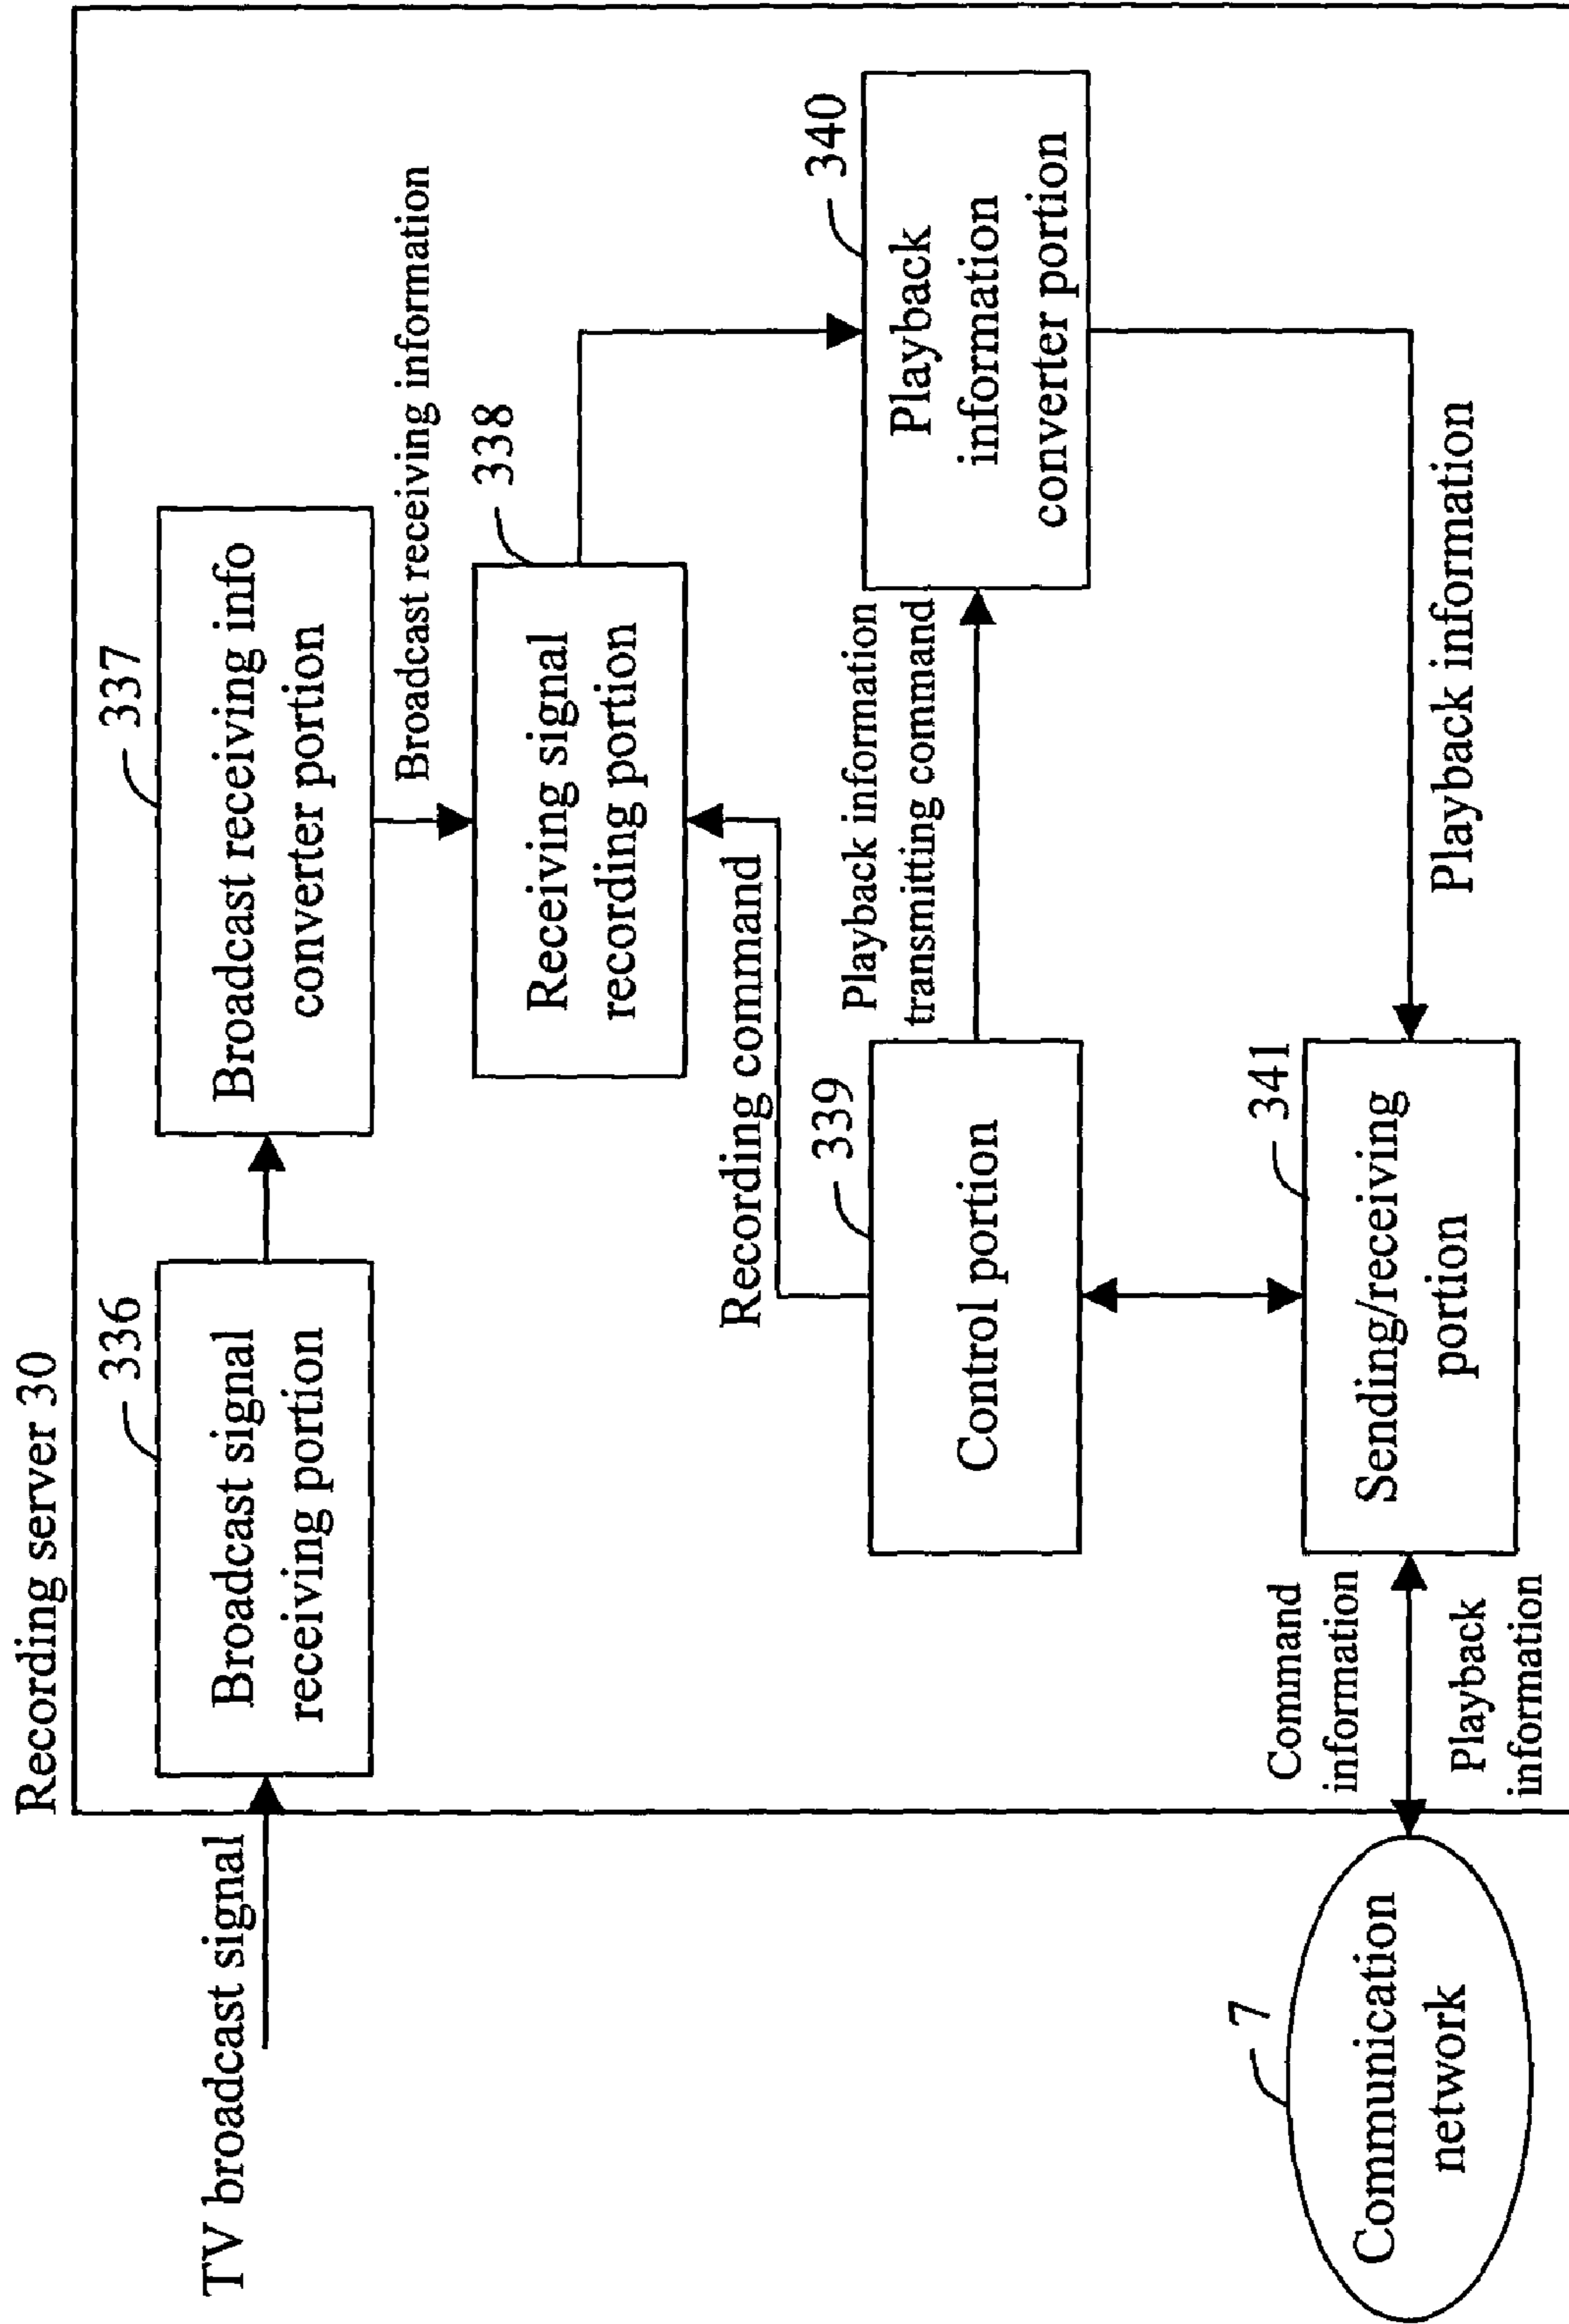 Recording server 30
TV broadcast signal
336
Broadcast signal
receiving portion
337
Broadcast receiving info
converter portion
Broadcast receiving information
338
Receiving signal
recording portion
Recording command
339
Control portion
Playback information
transmitting command
340
Playback
information
converter portion
Playback information
341
Sending/receiving
portion
Command
information
Playback
information
7
Communication
network